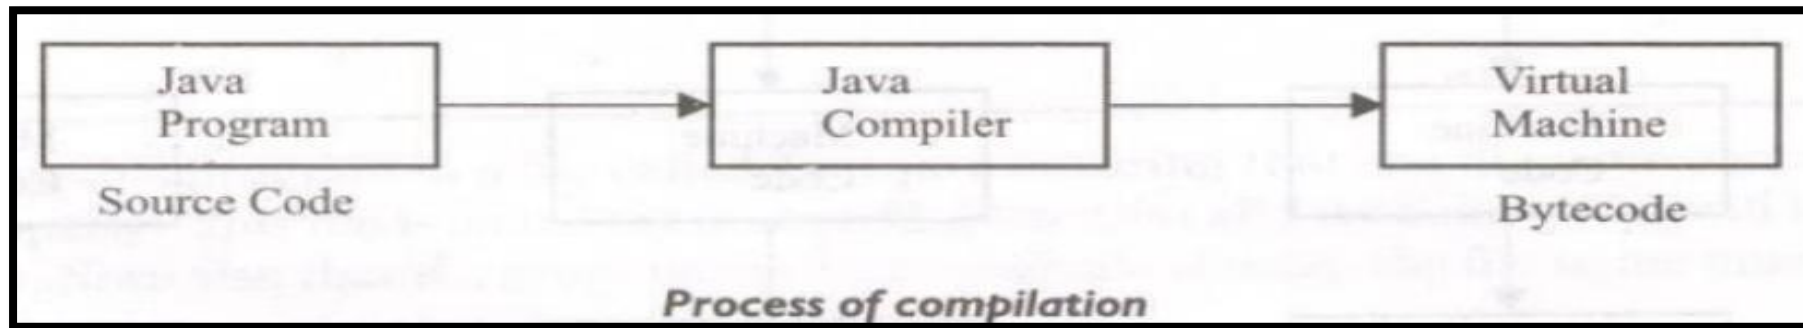 Java
Program
Source Code
Java
Compiler
Virtual
Machine
Bytecode
Process of compilation